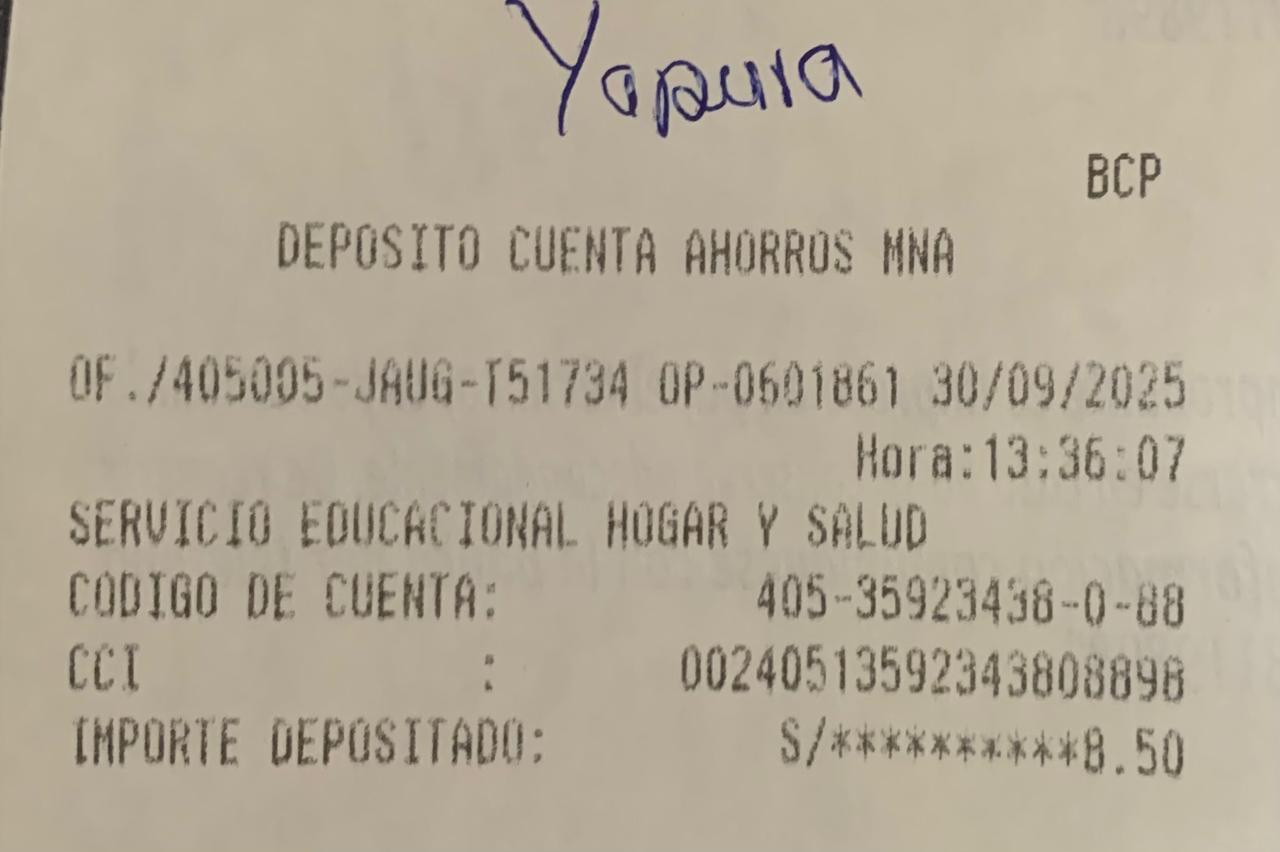 Yapura
BCP
DEPOSITO CUENTA AHORROS MNA
OF./405005-JAUG-T51734 OP-0601861 30/09/2025
Hora:13:36:07
SERVICIO EDUCACIONAL HOGAR Y SALUD
CODIGO DE CUENTA: 405-35923438-0-88
CCI : 00240513592343808898
IMPORTE DEPOSITADO: S/**********8.50